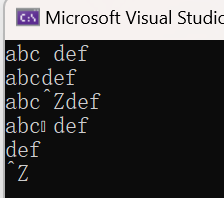 Microsoft Visual Studio
abc def
abcdef
abc^Zdef
abc▯ def
def
^Z